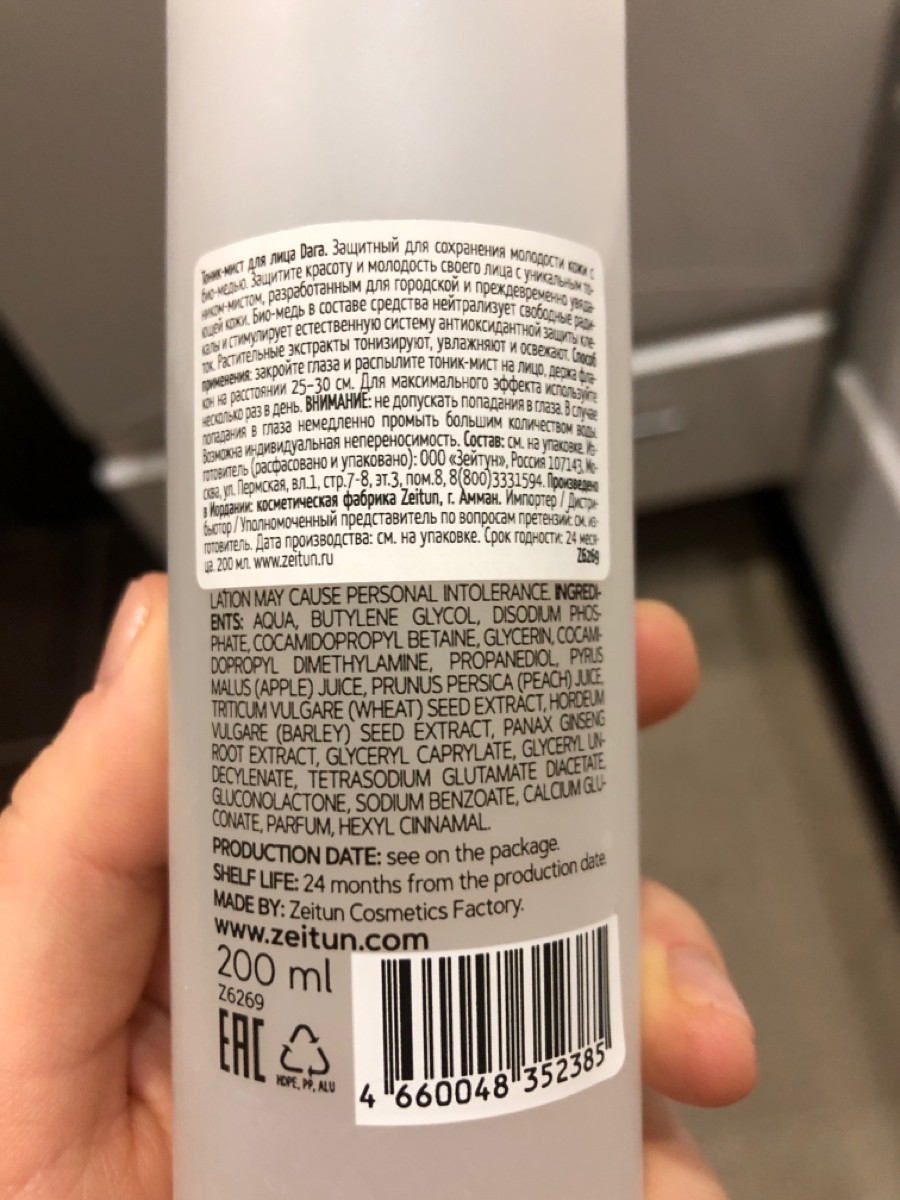 Тоник-мист для лица Dara. Защитный для сохранения молодости кожи с
био-медью. Защитите красоту и молодость своего лица с уникальным то-
ником-мистом, разработанным для городской и преждевременно увяда-
ющей кожи. Био-медь в составе средства нейтрализует свободные ради-
калы и стимулирует естественную систему антиоксидантной защиты кле-
ток. Растительные экстракты тонизируют, увлажняют и освежают. Способ
применения: закройте глаза и распылите тоник-мист на лицо, держа фла-
кон на расстоянии 25-30 см. Для максимального эффекта используйте
несколько раз в день. ВНИМАНИЕ: не допускать попадания в глаза. В случае
попадания в глаза немедленно промыть большим количеством воды.
Возможна индивидуальная непереносимость. Состав: см. на упаковке. Из-
готовитель (расфасовано и упаковано): ООО «Зейтун», Россия 107143, Мо-
сква, ул. Пермская, вл.1, стр.7-8, эт.3, пом.8, 8(800)3331594. Произведено
в Иордании: косметическая фабрика Zeitun, г. Амман. Импортер / Дистри-
бьютор / Уполномоченный представитель по вопросам претензий: см. из-
готовитель. Дата производства: см. на упаковке. Срок годности: 24 меся-
ца. 200 мл. www.zeitun.ru Z6269
LATION MAY CAUSE PERSONAL INTOLERANCE. INGREDI-
ENTS: AQUA, BUTYLENE GLYCOL, DISODIUM PHOS-
PHATE, COCAMIDOPROPYL BETAINE, GLYCERIN, COCAMI-
DOPROPYL DIMETHYLAMINE, PROPANEDIOL, PYRUS
MALUS (APPLE) JUICE, PRUNUS PERSICA (PEACH) JUICE,
TRITICUM VULGARE (WHEAT) SEED EXTRACT, HORDEUM
VULGARE (BARLEY) SEED EXTRACT, PANAX GINSENG
ROOT EXTRACT, GLYCERYL CAPRYLATE, GLYCERYL UN-
DECYLENATE, TETRASODIUM GLUTAMATE DIACETATE,
GLUCONOLACTONE, SODIUM BENZOATE, CALCIUM GLU-
CONATE, PARFUM, HEXYL CINNAMAL.
PRODUCTION DATE: see on the package.
SHELF LIFE: 24 months from the production date.
MADE BY: Zeitun Cosmetics Factory.
www.zeitun.com
200 ml
Z6269
EAC
HDPE, PP, ALU
4 660048 352385